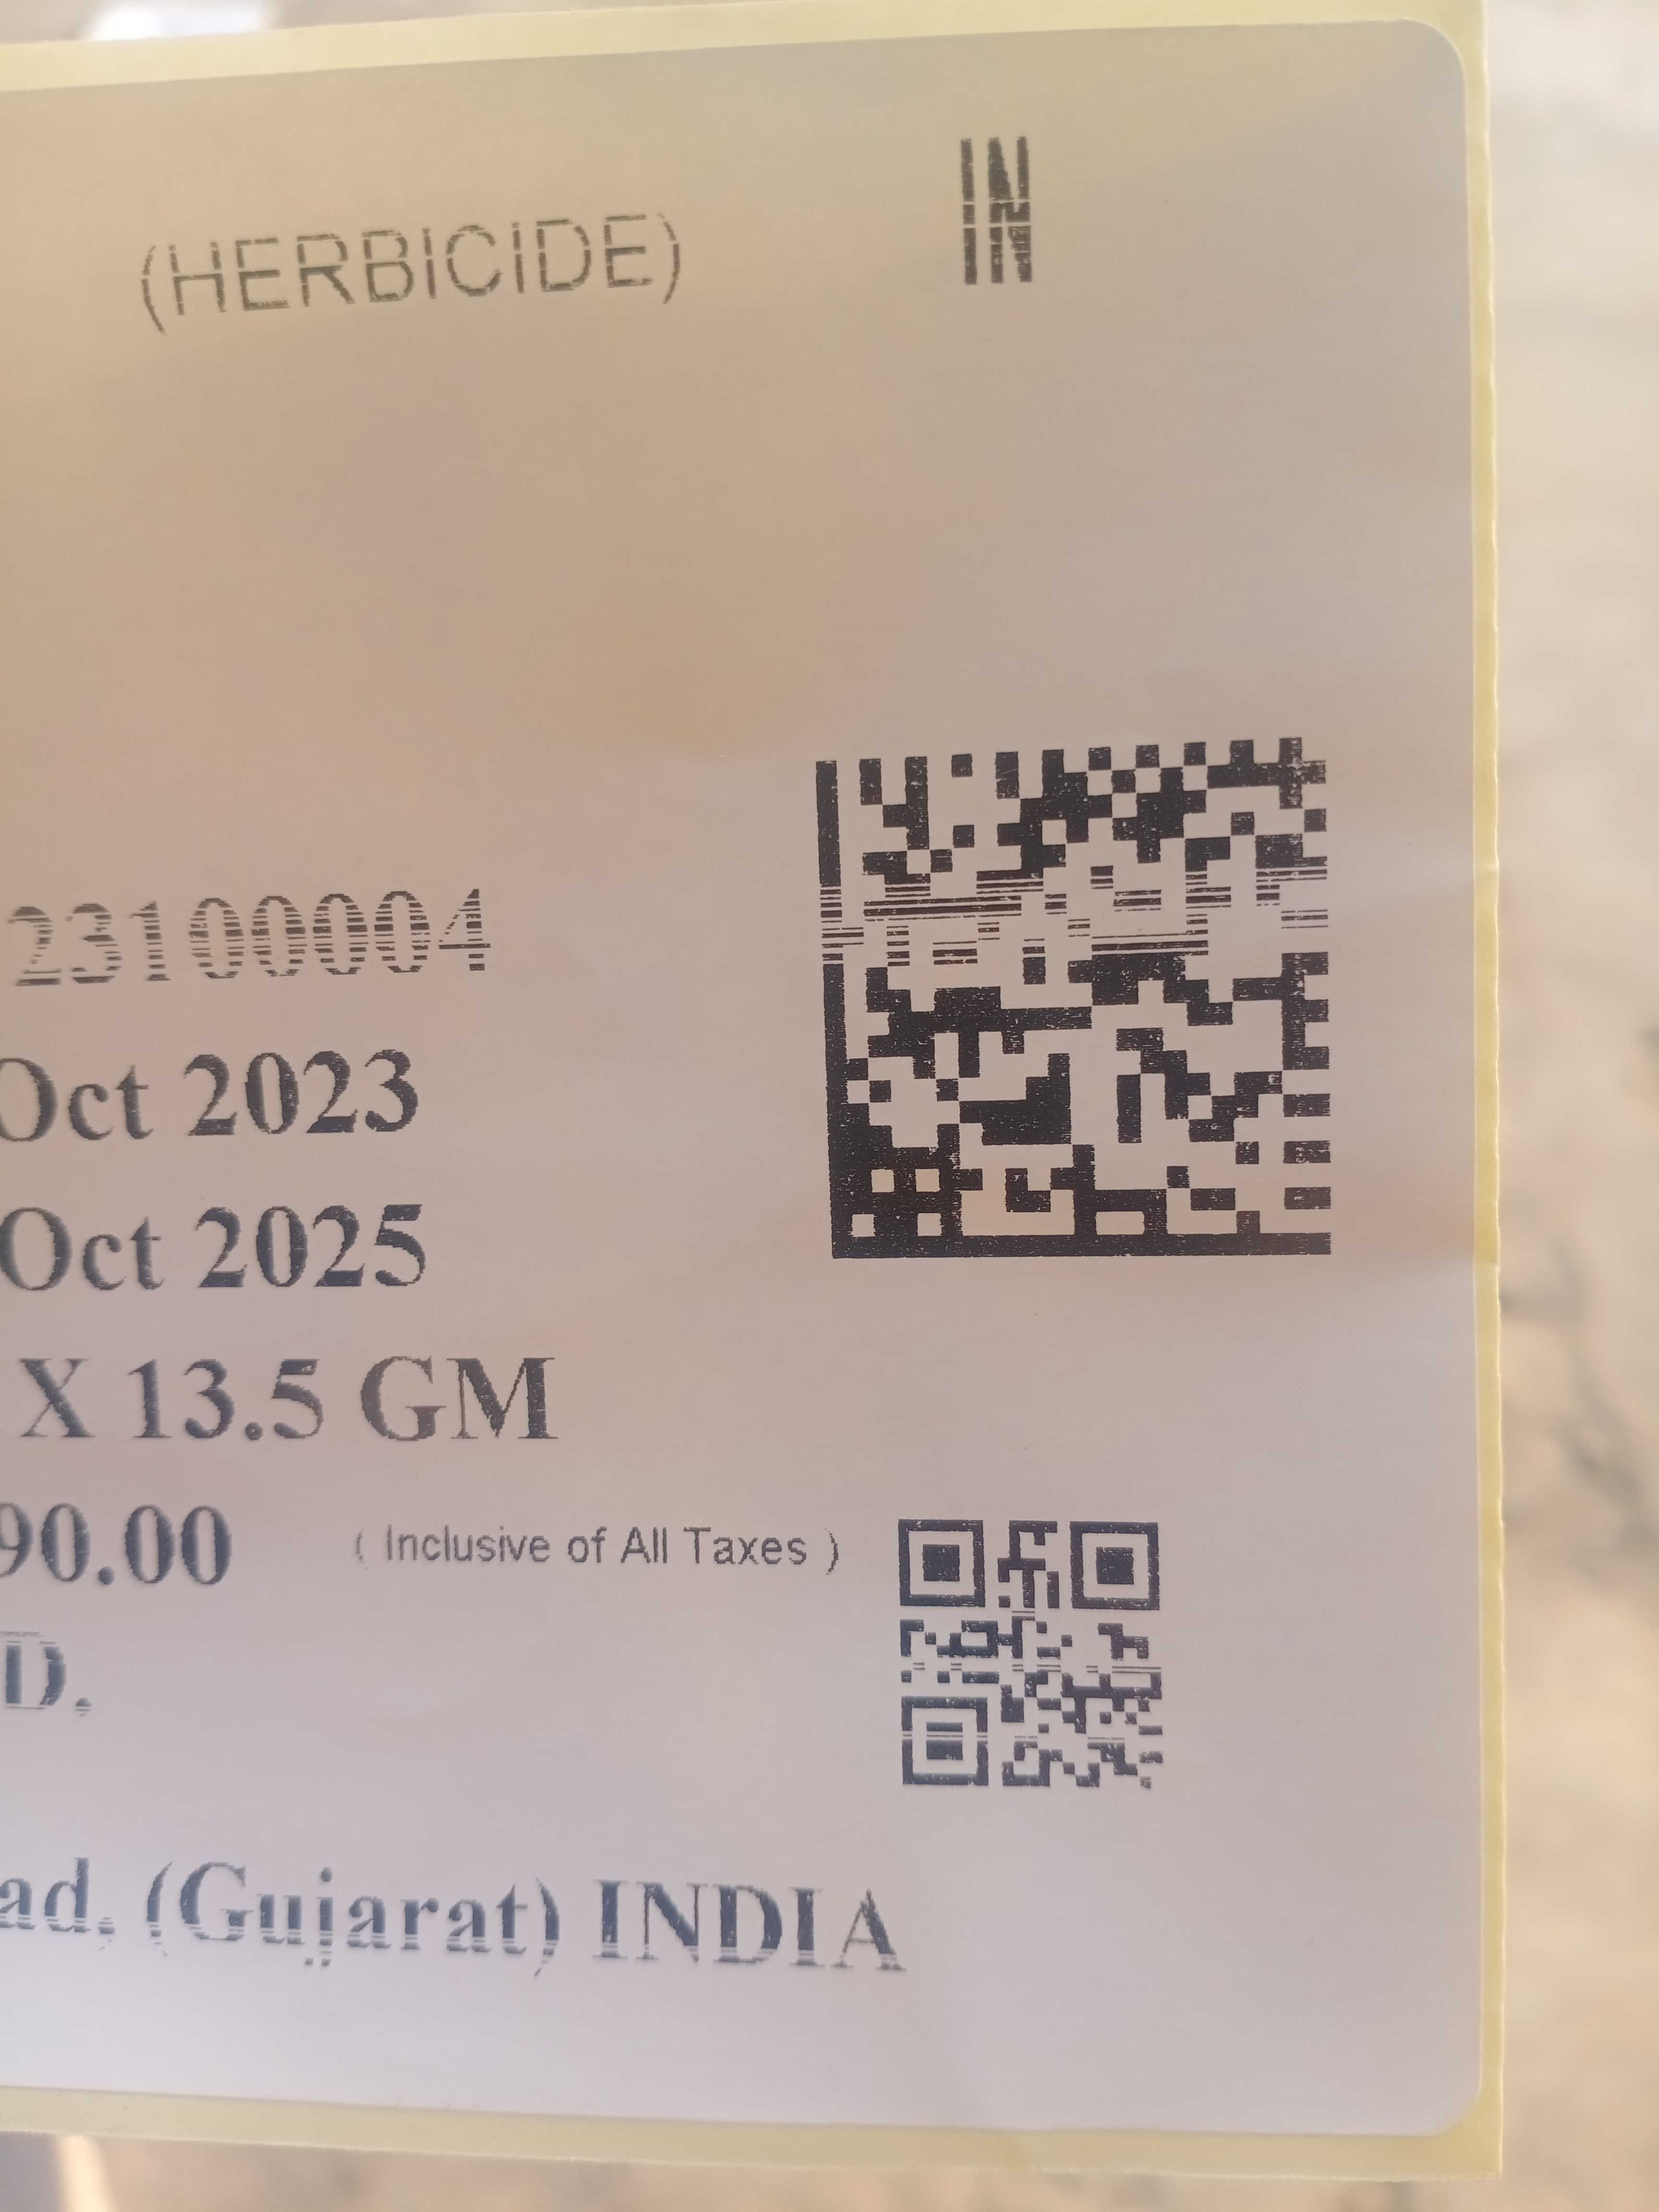 (HERBICIDE)
IN
23100004
Oct 2023
Oct 2025
X 13.5 GM
90.00 ( Inclusive of All Taxes )
D.
ad, (Gujarat) INDIA